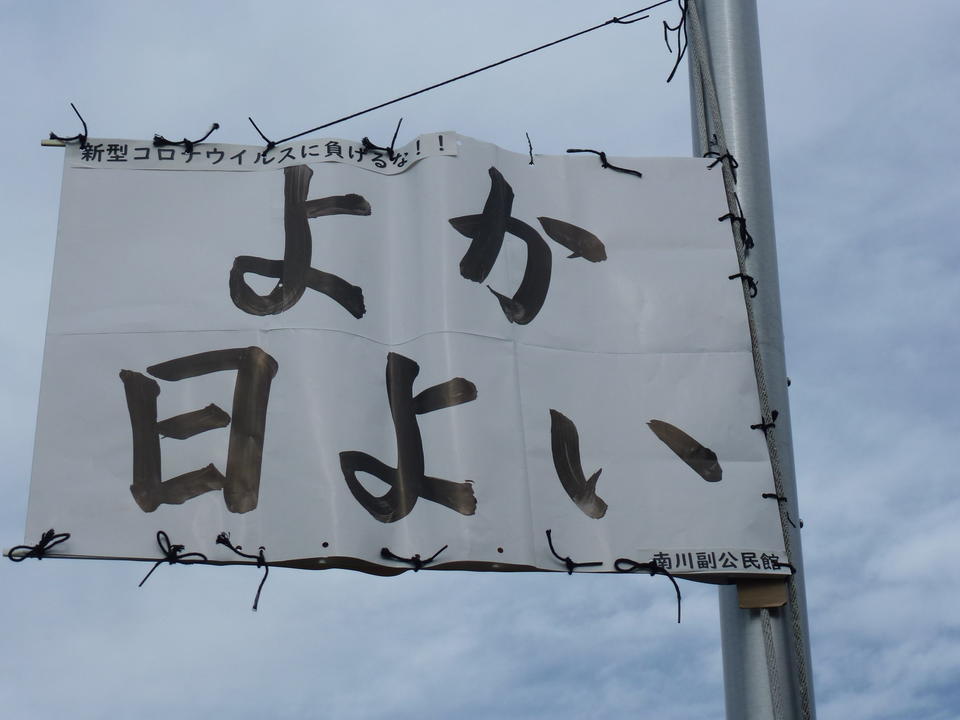 新型コロナウイルスに負けるな!!
よか
日よい
南川副公民館